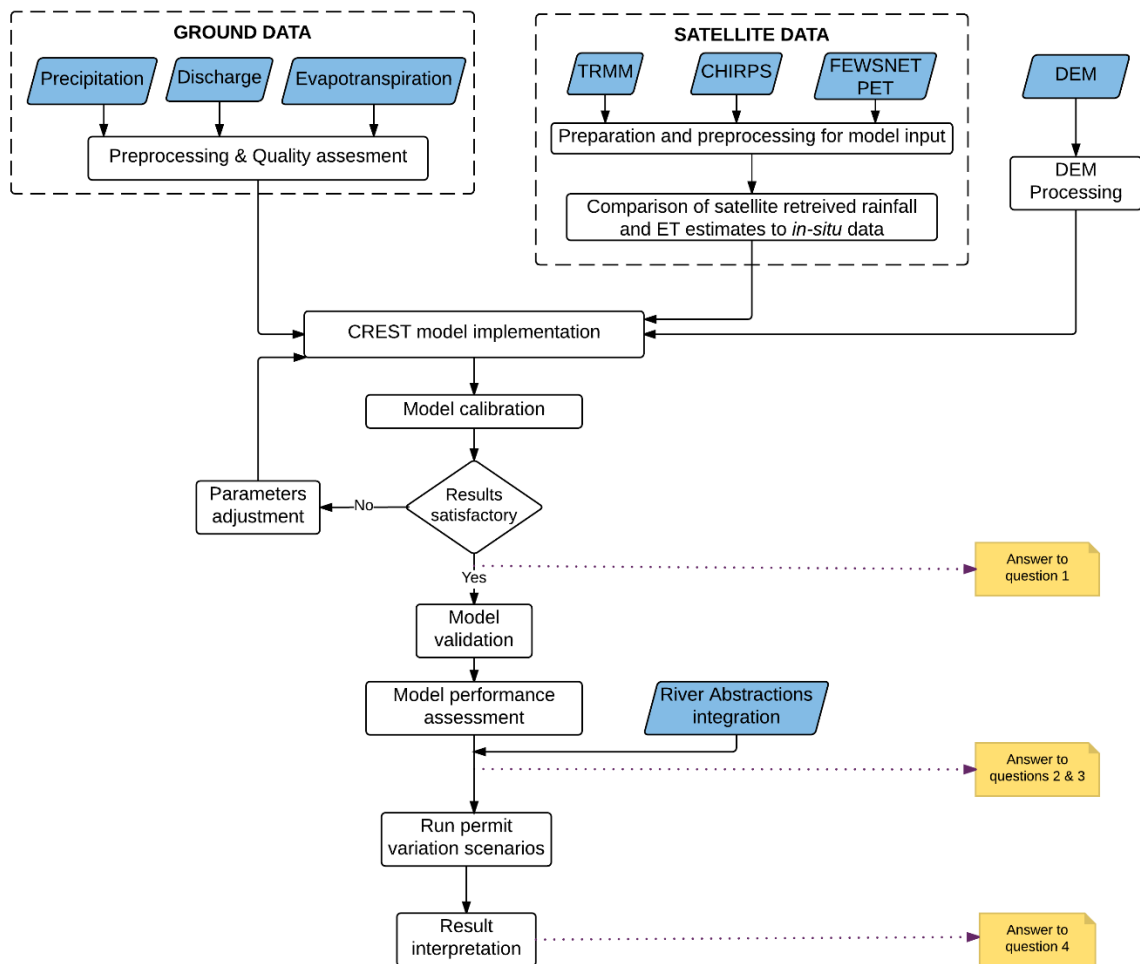 GROUND DATA
Precipitation
Discharge
Evapotranspiration
Preprocessing & Quality assesment
SATELLITE DATA
TRMM
CHIRPS
FEWSNET
PET
Preparation and preprocessing for model input
Comparison of satellite retreived rainfall
and ET estimates to in-situ data
DEM
DEM
Processing
CREST model implementation
Model calibration
Results
satisfactory
No
Parameters
adjustment
Yes
Answer to
question 1
Model
validation
Model performance
assessment
River Abstractions
integration
Answer to
questions 2 & 3
Run permit
variation scenarios
Result
interpretation
Answer to
question 4